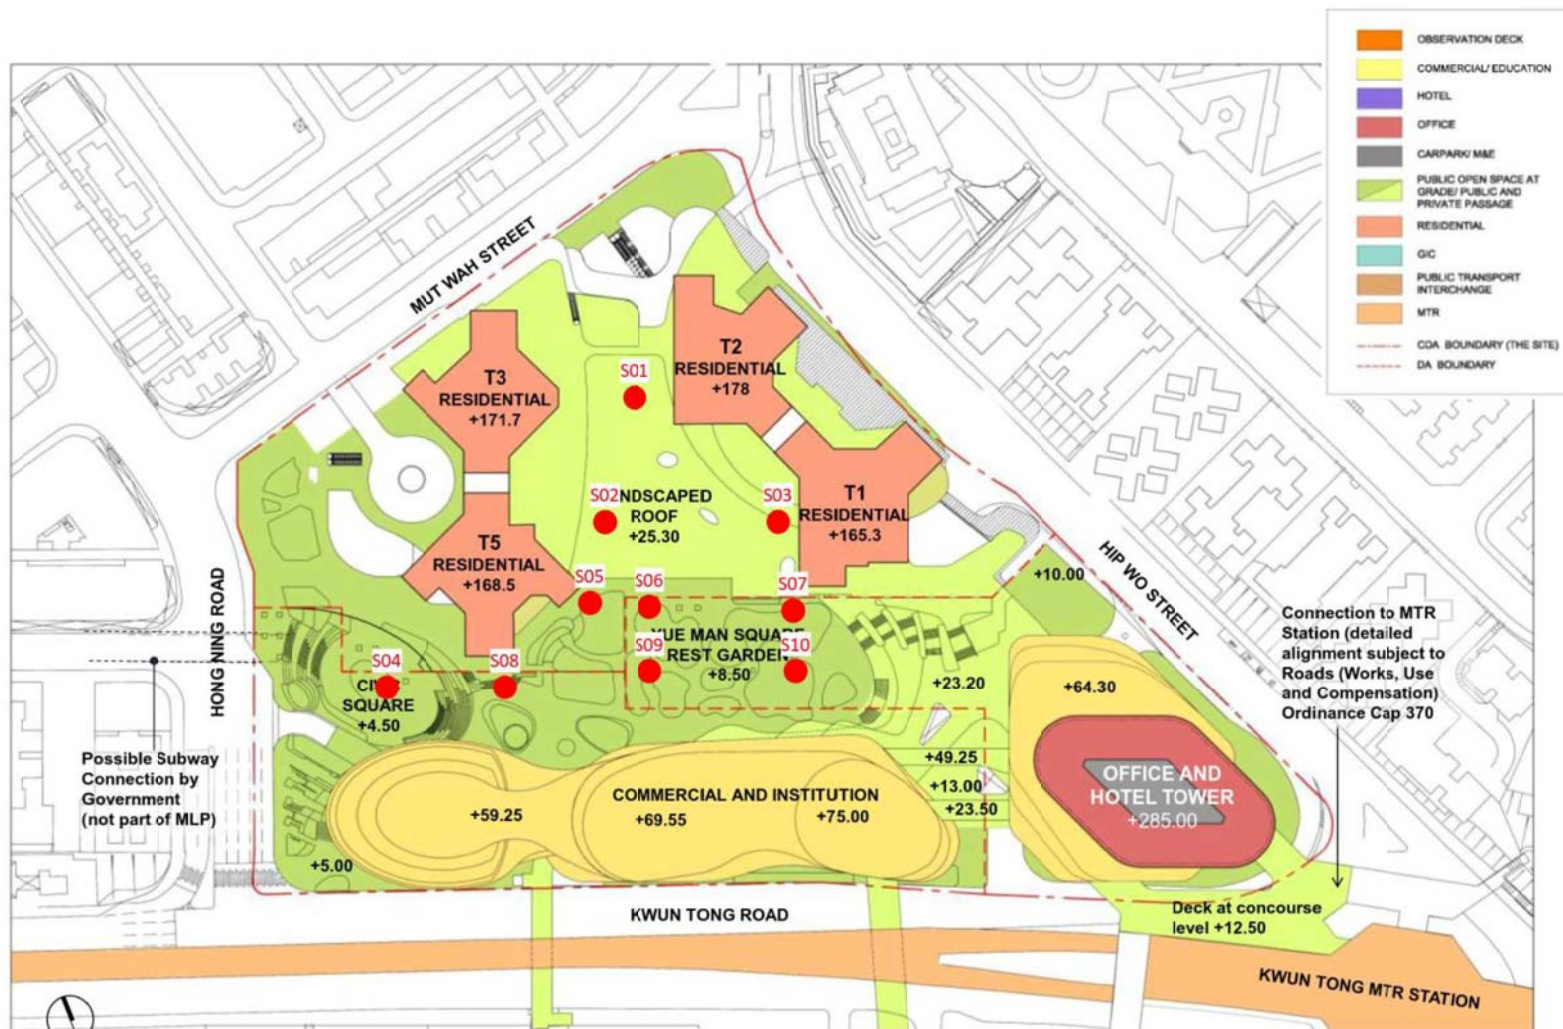 OBSERVATION DECK
COMMERCIAL/ EDUCATION
HOTEL
OFFICE
CARPARK/ M&E
PUBLIC OPEN SPACE AT
GRADE/ PUBLIC AND
PRIVATE PASSAGE
RESIDENTIAL
GIC
PUBLIC TRANSPORT
INTERCHANGE
MTR
CDA BOUNDARY (THE SITE)
DA BOUNDARY
MUT WAH STREET
T2
RESIDENTIAL
+178
S01
T3
RESIDENTIAL
+171.7
S02
NDSCAPED
ROOF
+25.30
S03
T1
RESIDENTIAL
+165.3
T5
RESIDENTIAL
+168.5
HIP WO STREET
+10.00
HONG NING ROAD
S05
S06
S07
YUE MAN SQUARE
REST GARDEN
+8.50
S09
S10
S04
S08
SQUARE
+4.50
+23.20
+64.30
Connection to MTR
Station (detailed
alignment subject to
Roads (Works, Use
and Compensation)
Ordinance Cap 370
Possible Subway
Connection by
Government
(not part of MLP)
+49.25
+13.00
+23.50
OFFICE AND
HOTEL TOWER
+285.00
COMMERCIAL AND INSTITUTION
+59.25
+69.55
+75.00
+5.00
KWUN TONG ROAD
Deck at concourse
level +12.50
KWUN TONG MTR STATION